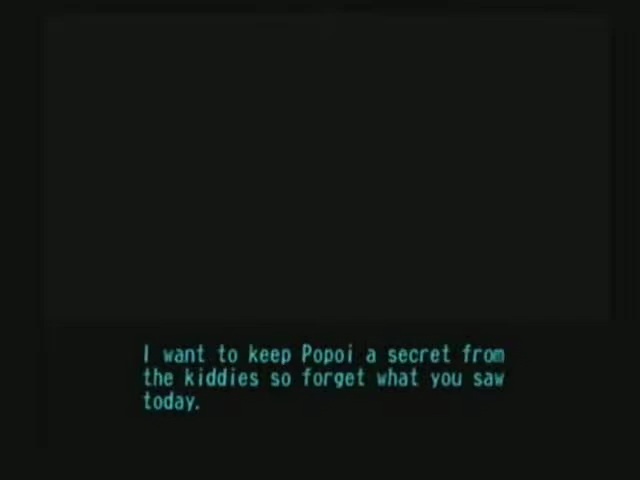 I want to keep Popoi a secret from
the kiddies so forget what you saw
today.